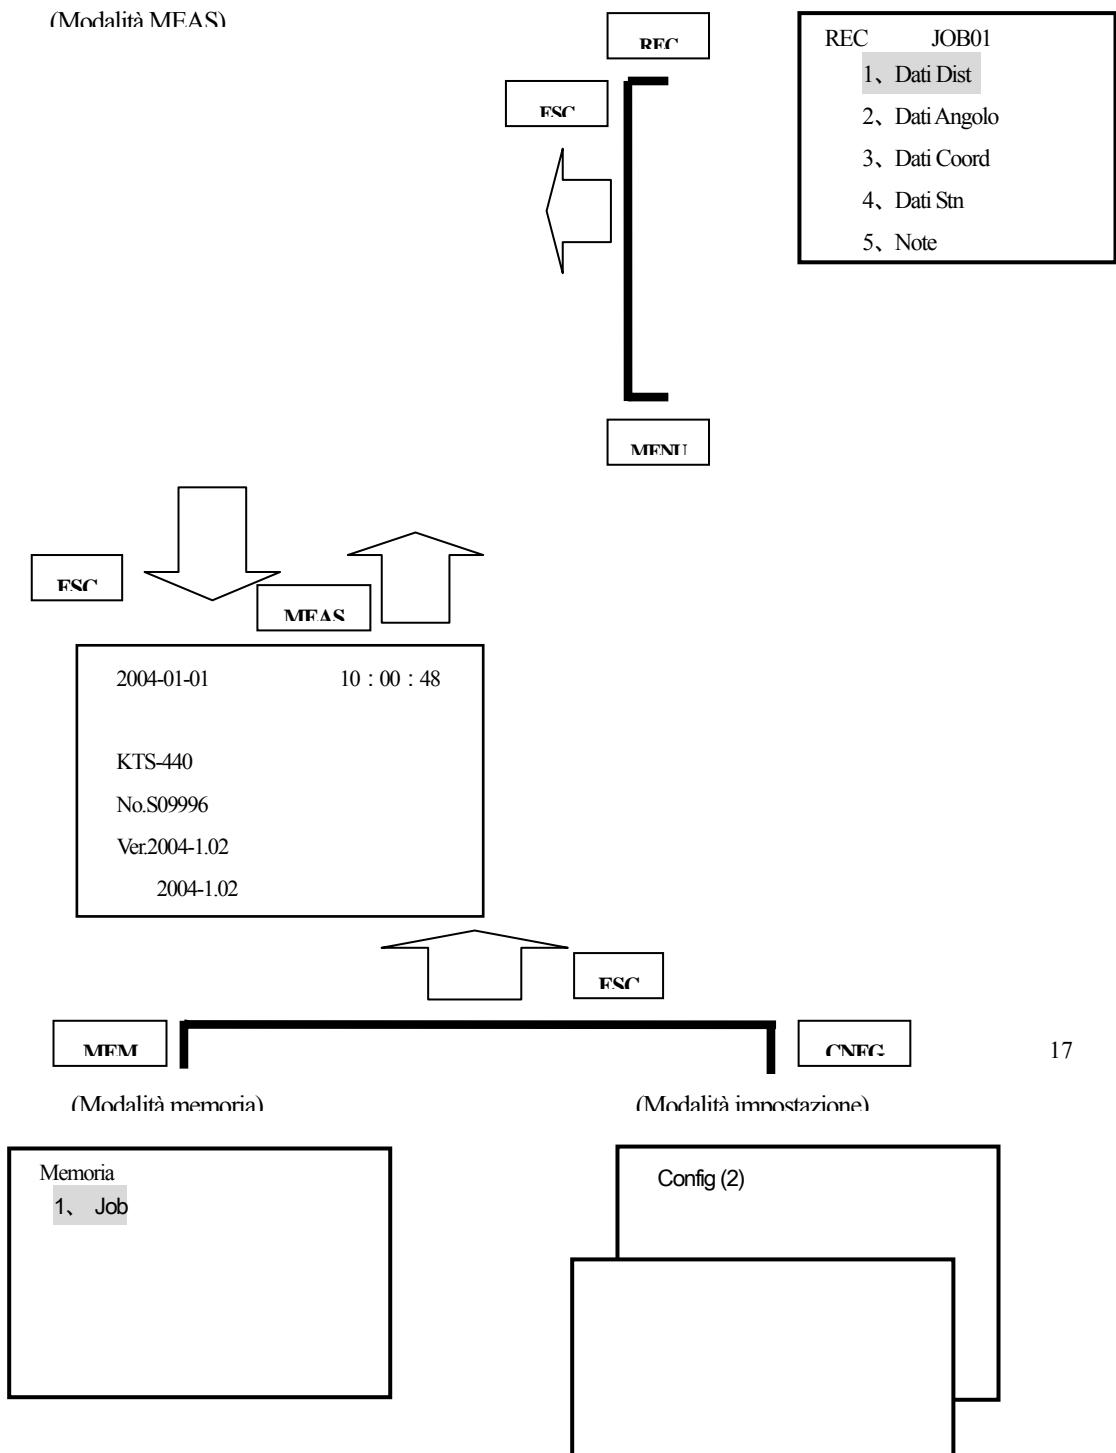 (Modalità MEAS)
REC
REC JOB01
1、Dati Dist
ESC
2、Dati Angolo
3、Dati Coord
4、Dati Stn
5、Note
MENU
ESC
MEAS
2004-01-01 10：00：48
KTS-440
No.S09996
Ver.2004-1.02
2004-1.02
ESC
MEM
CNFG
17
(Modalità memoria)
(Modalità impostazione)
Memoria
1、 Job
Config (2)